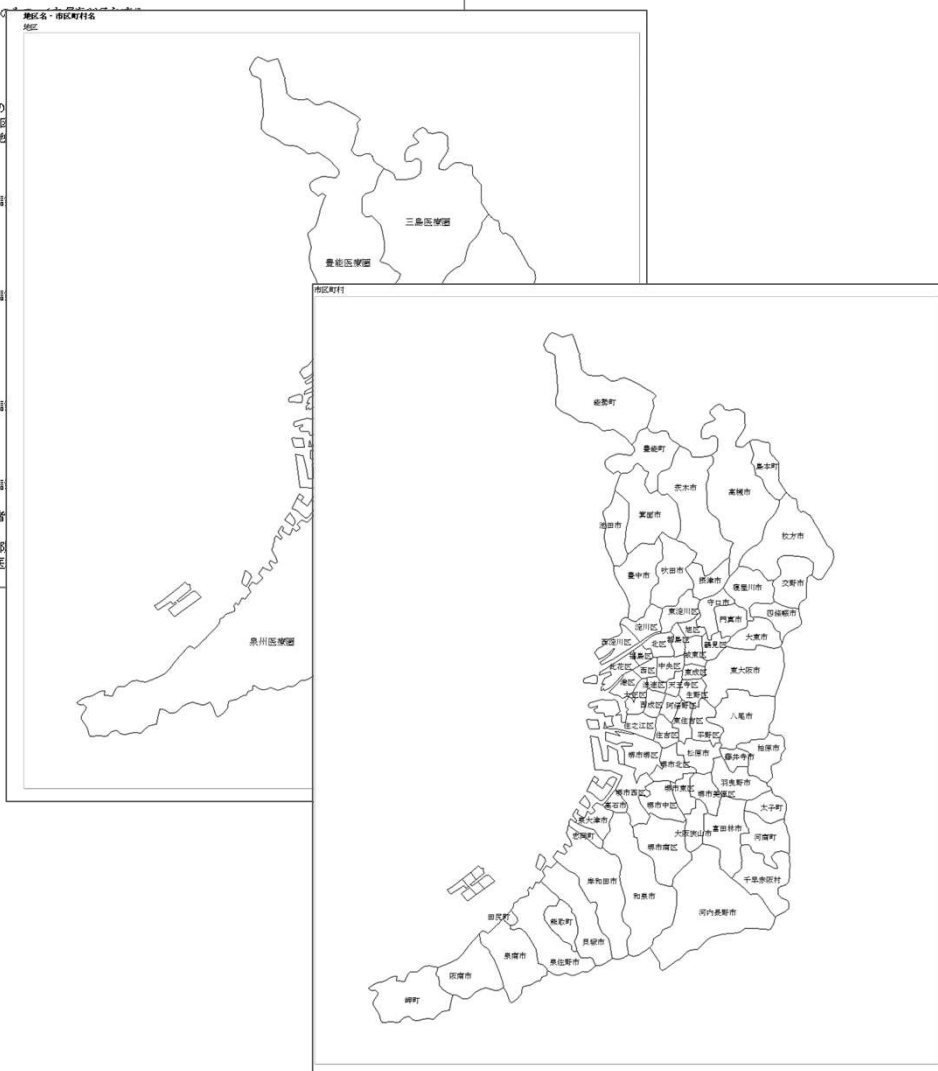 地区名・市区町村名
地区
三島医療圏
豊能医療圏
泉州医療圏
市区町村
能勢町
豊能町
島本町
茨木市
高槻市
箕面市
池田市
枚方市
豊中市
吹田市
摂津市
交野市
寝屋川市
守口市
東淀川区
四條畷市
門真市
淀川区
旭区
大東市
西淀川区
北区
都島区
鶴見区
福島区
城東区
此花区
西区
中央区
東成区
東大阪市
港区
浪速区
天王寺区
大正区
生野区
西成区
阿倍野区
八尾市
住之江区
東住吉区
住吉区
平野区
柏原市
堺市堺区
松原市
藤井寺市
堺市北区
羽曳野市
堺市東区
堺市西区
堺市美原区
高石市
堺市中区
太子町
泉大津市
富田林市
大阪狭山市
忠岡町
河南町
堺市南区
岸和田市
千早赤阪村
和泉市
河内長野市
田尻町
熊取町
貝塚市
泉南市
泉佐野市
阪南市
岬町